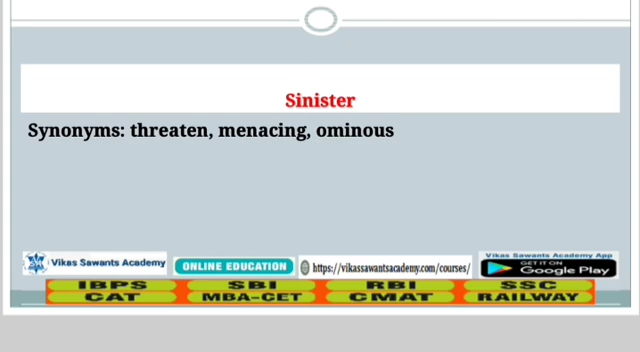 Sinister
Synonyms: threaten, menacing, ominous
Vikas Sawants Academy
ONLINE EDUCATION
https://vikassawantsacademy.com/courses/
Vikas Sawants Academy App
GET IT ON
Google Play
IBPS SBI RBI SSC
CAT MBA-CET CMAT RAILWAY